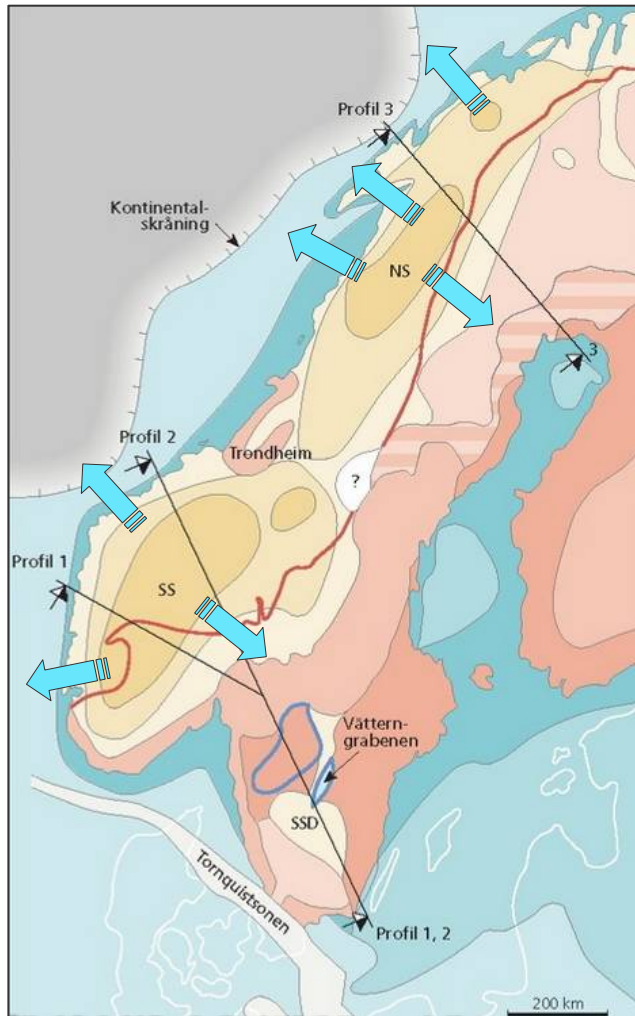 Profil 3
Kontinental-
skråning
NS
3
Profil 2
Trondheim
?
Profil 1
SS
Vättern-
grabenen
SSD
Tornquistsonen
Profil 1, 2
200 km